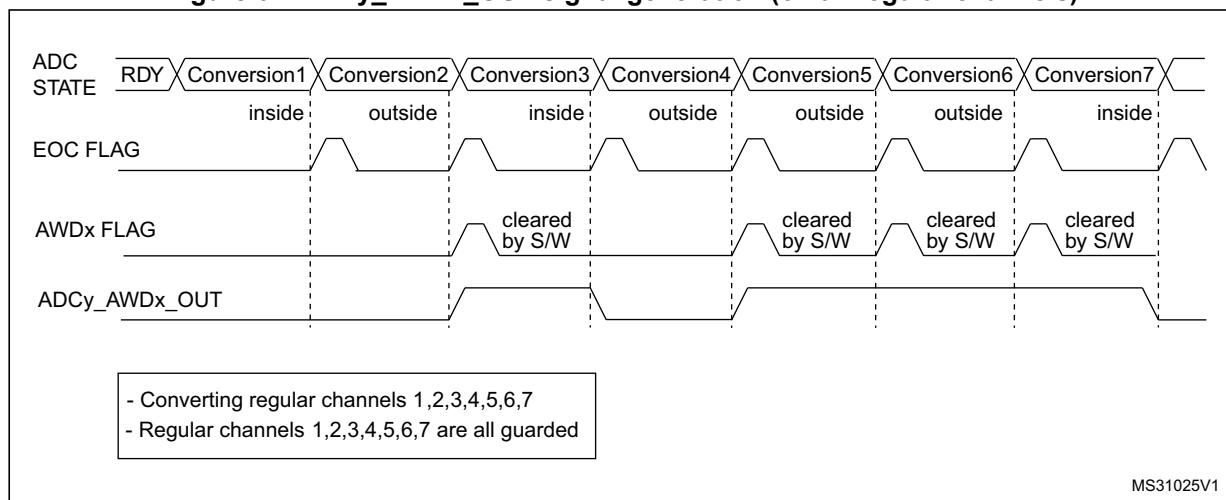 ADC
STATE
RDY Conversion1 Conversion2 Conversion3 Conversion4 Conversion5 Conversion6 Conversion7
inside outside inside outside outside outside inside
EOC FLAG
AWDx FLAG
cleared
by S/W
cleared
by S/W
cleared
by S/W
cleared
by S/W
ADCy_AWDx_OUT
- Converting regular channels 1,2,3,4,5,6,7
- Regular channels 1,2,3,4,5,6,7 are all guarded
MS31025V1